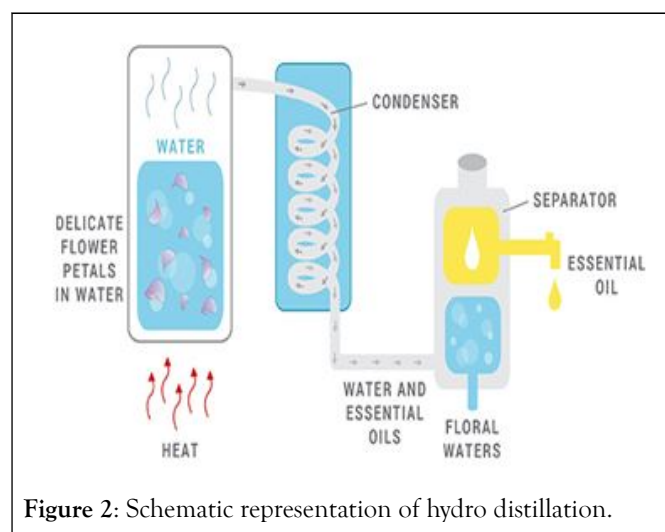 WATER
DELICATE
FLOWER
PETALS
IN WATER
HEAT
CONDENSER
WATER AND
ESSENTIAL
OILS
SEPARATOR
ESSENTIAL
OIL
FLORAL
WATERS
Figure 2: Schematic representation of hydro distillation.